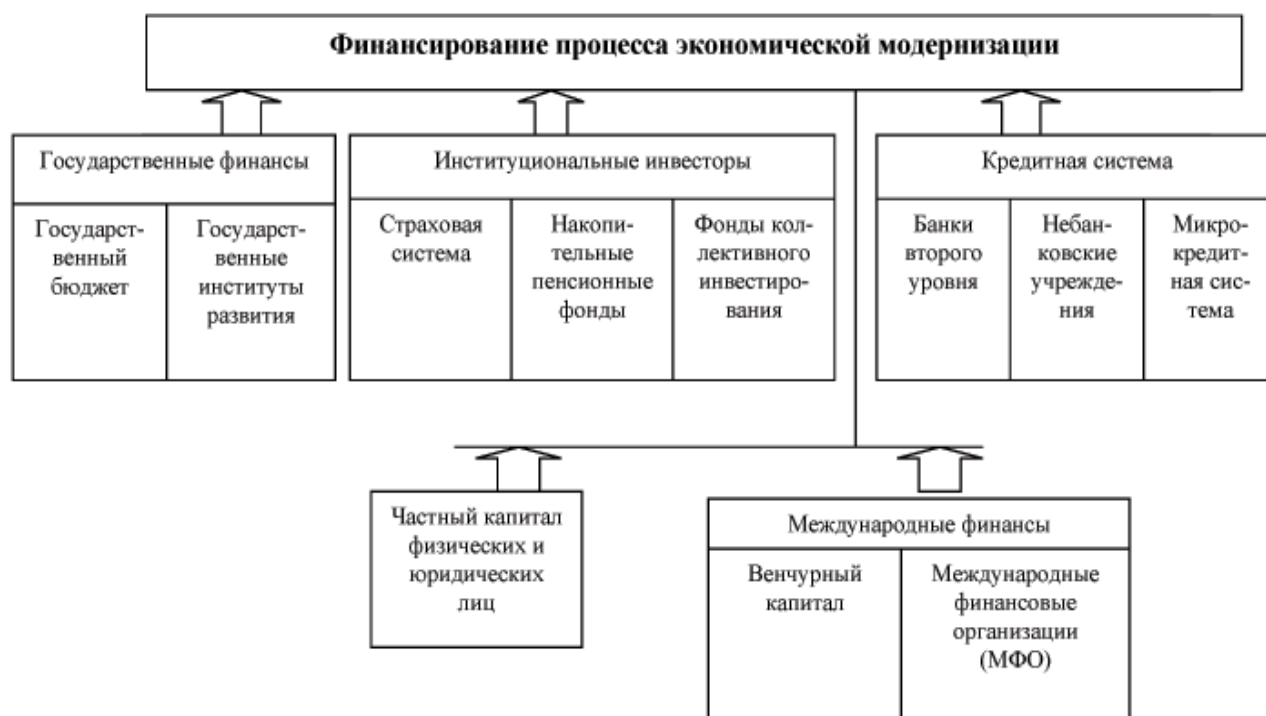 Финансирование процесса экономической модернизации
Государственные финансы
Государст-
венный
бюджет
Государст-
венные
институты
развития
Институциональные инвесторы
Страховая
система
Накопи-
тельные
пенсионные
фонды
Фонды кол-
лективного
инвестиро-
вания
Кредитная система
Банки
второго
уровня
Небан-
ковские
учрежде-
ния
Микро-
кредит-
ная сис-
тема
Частный капитал
физических и
юридических
лиц
Международные финансы
Венчурный
капитал
Международные
финансовые
организации
(МФО)